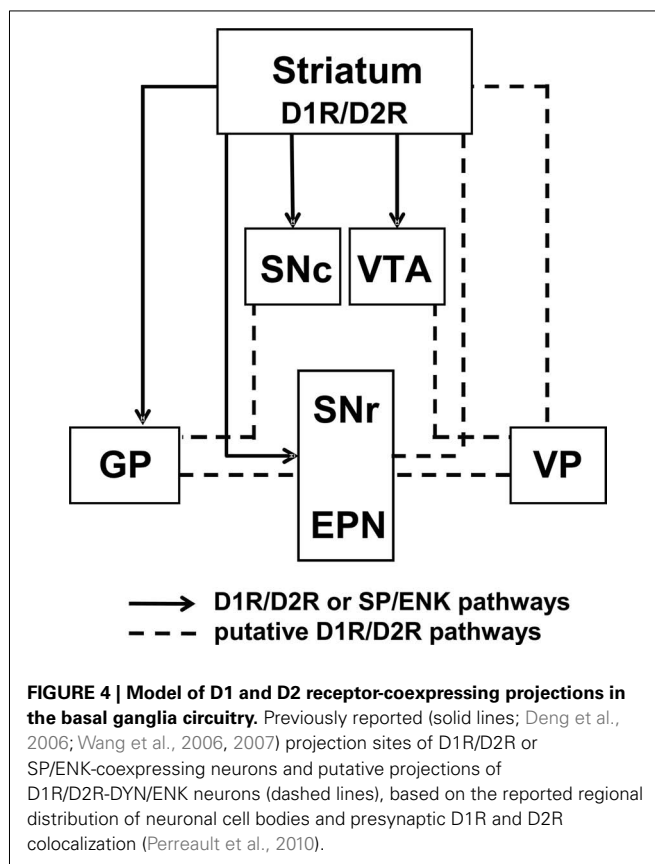 Striatum
D1R/D2R
SNc
VTA
SNr
GP
VP
EPN
D1R/D2R or SP/ENK pathways
putative D1R/D2R pathways
FIGURE 4 | Model of D1 and D2 receptor-coexpressing projections in
the basal ganglia circuitry. Previously reported (solid lines; Deng et al.,
2006; Wang et al., 2006, 2007) projection sites of D1R/D2R or
SP/ENK-coexpressing neurons and putative projections of
D1R/D2R-DYN/ENK neurons (dashed lines), based on the reported regional
distribution of neuronal cell bodies and presynaptic D1R and D2R
colocalization (Perreault et al., 2010).